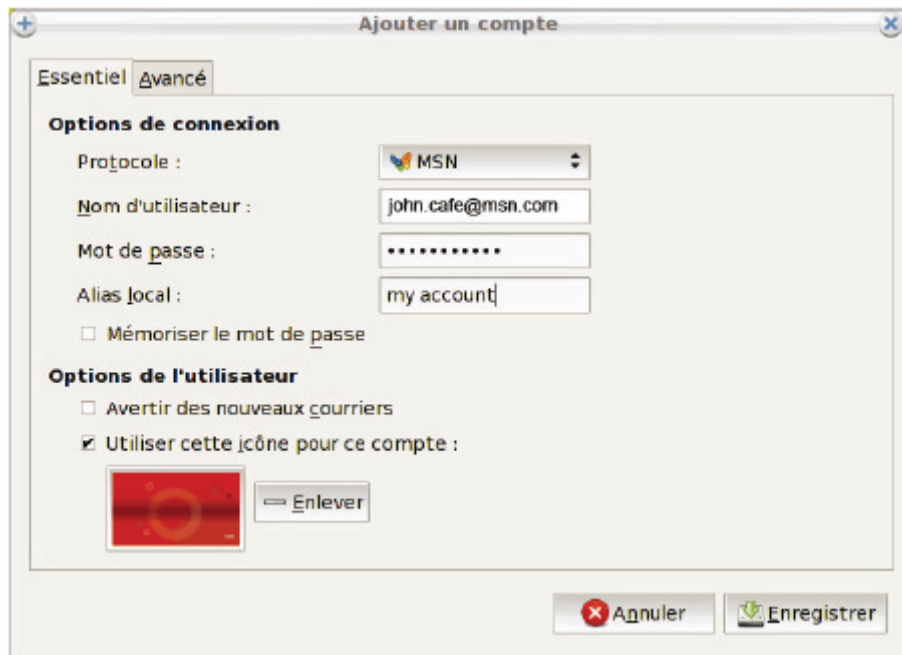 Ajouter un compte
Essentiel Avancé
Options de connexion
Protocole : MSN
Nom d'utilisateur : john.cafe@msn.com
Mot de passe : •••••••••••
Alias local : my account
Mémoriser le mot de passe
Options de l'utilisateur
Avertir des nouveaux courriers
Utiliser cette icône pour ce compte :
Enlever
Annuler Enregistrer